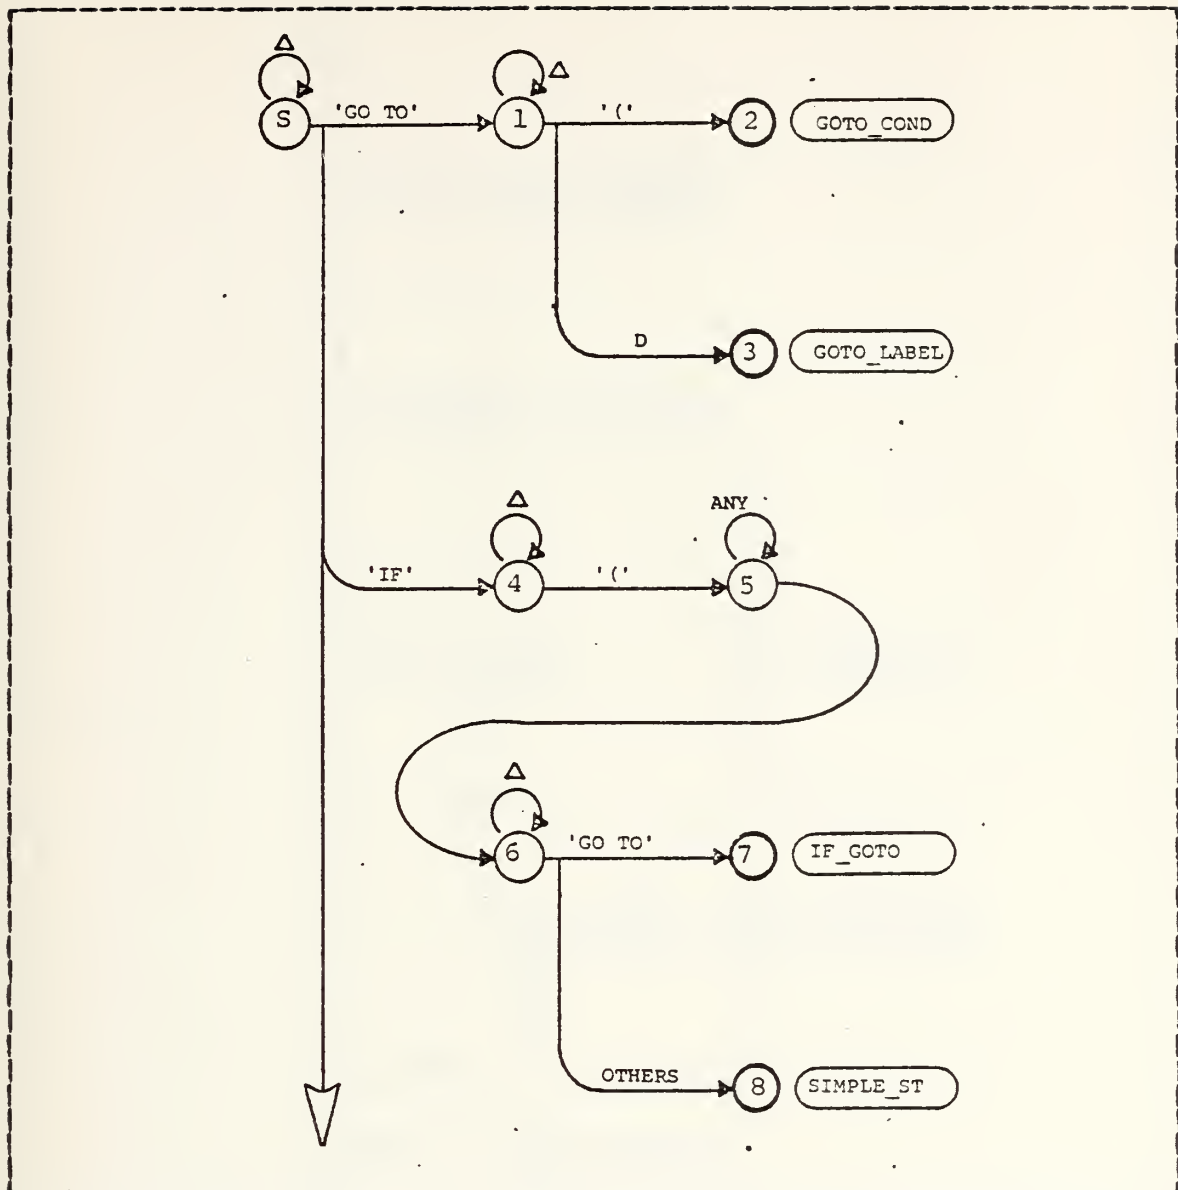 Δ Δ
S 'GO TO' 1 '(' 2 GOTO_COND
D 3 GOTO_LABEL
Δ ANY
'IF' 4 '(' 5
Δ
6 'GO TO' 7 IF_GOTO
OTHERS 8 SIMPLE_ST